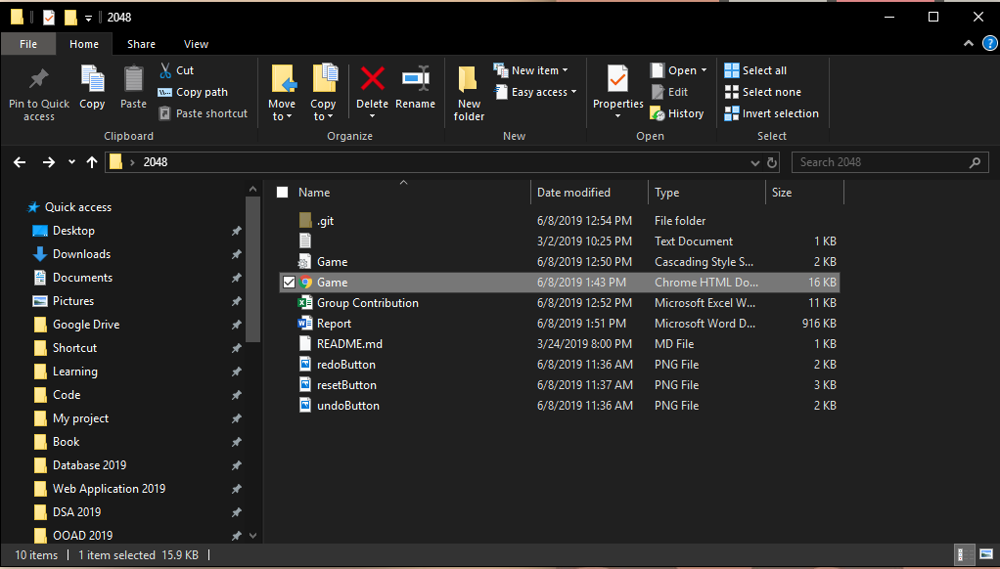 2048
File Home Share View
Pin to Quick access
Copy
Paste
Cut
Copy path
Paste shortcut
Clipboard
Move to
Copy to
Delete
Rename
Organize
New folder
New item
Easy access
New
Properties
Open
Edit
History
Open
Select all
Select none
Invert selection
Select
2048
Search 2048
Quick access
Desktop
Downloads
Documents
Pictures
Google Drive
Shortcut
Learning
Code
My project
Book
Database 2019
Web Application 2019
DSA 2019
OOAD 2019
Name Date modified Type Size
.git 6/8/2019 12:54 PM File folder
3/2/2019 10:25 PM Text Document 1 KB
Game 6/8/2019 12:50 PM Cascading Style S... 2 KB
Game 6/8/2019 1:43 PM Chrome HTML Do... 16 KB
Group Contribution 6/8/2019 12:52 PM Microsoft Excel W... 11 KB
Report 6/8/2019 1:51 PM Microsoft Word D... 916 KB
README.md 3/24/2019 8:00 PM MD File 1 KB
redoButton 6/8/2019 11:36 AM PNG File 2 KB
resetButton 6/8/2019 11:37 AM PNG File 3 KB
undoButton 6/8/2019 11:36 AM PNG File 2 KB
10 items 1 item selected 15.9 KB